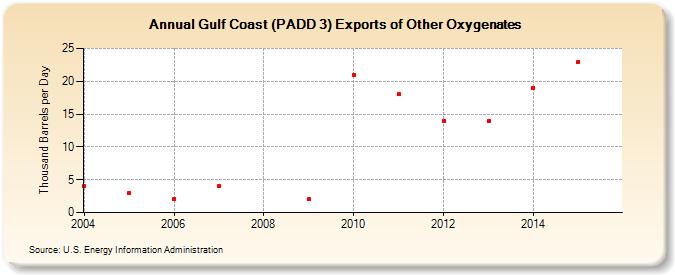 Annual Gulf Coast (PADD 3) Exports of Other Oxygenates
Thousand Barrels per Day
25
20
15
10
5
0
2004 2006 2008 2010 2012 2014
Source: U.S. Energy Information Administration